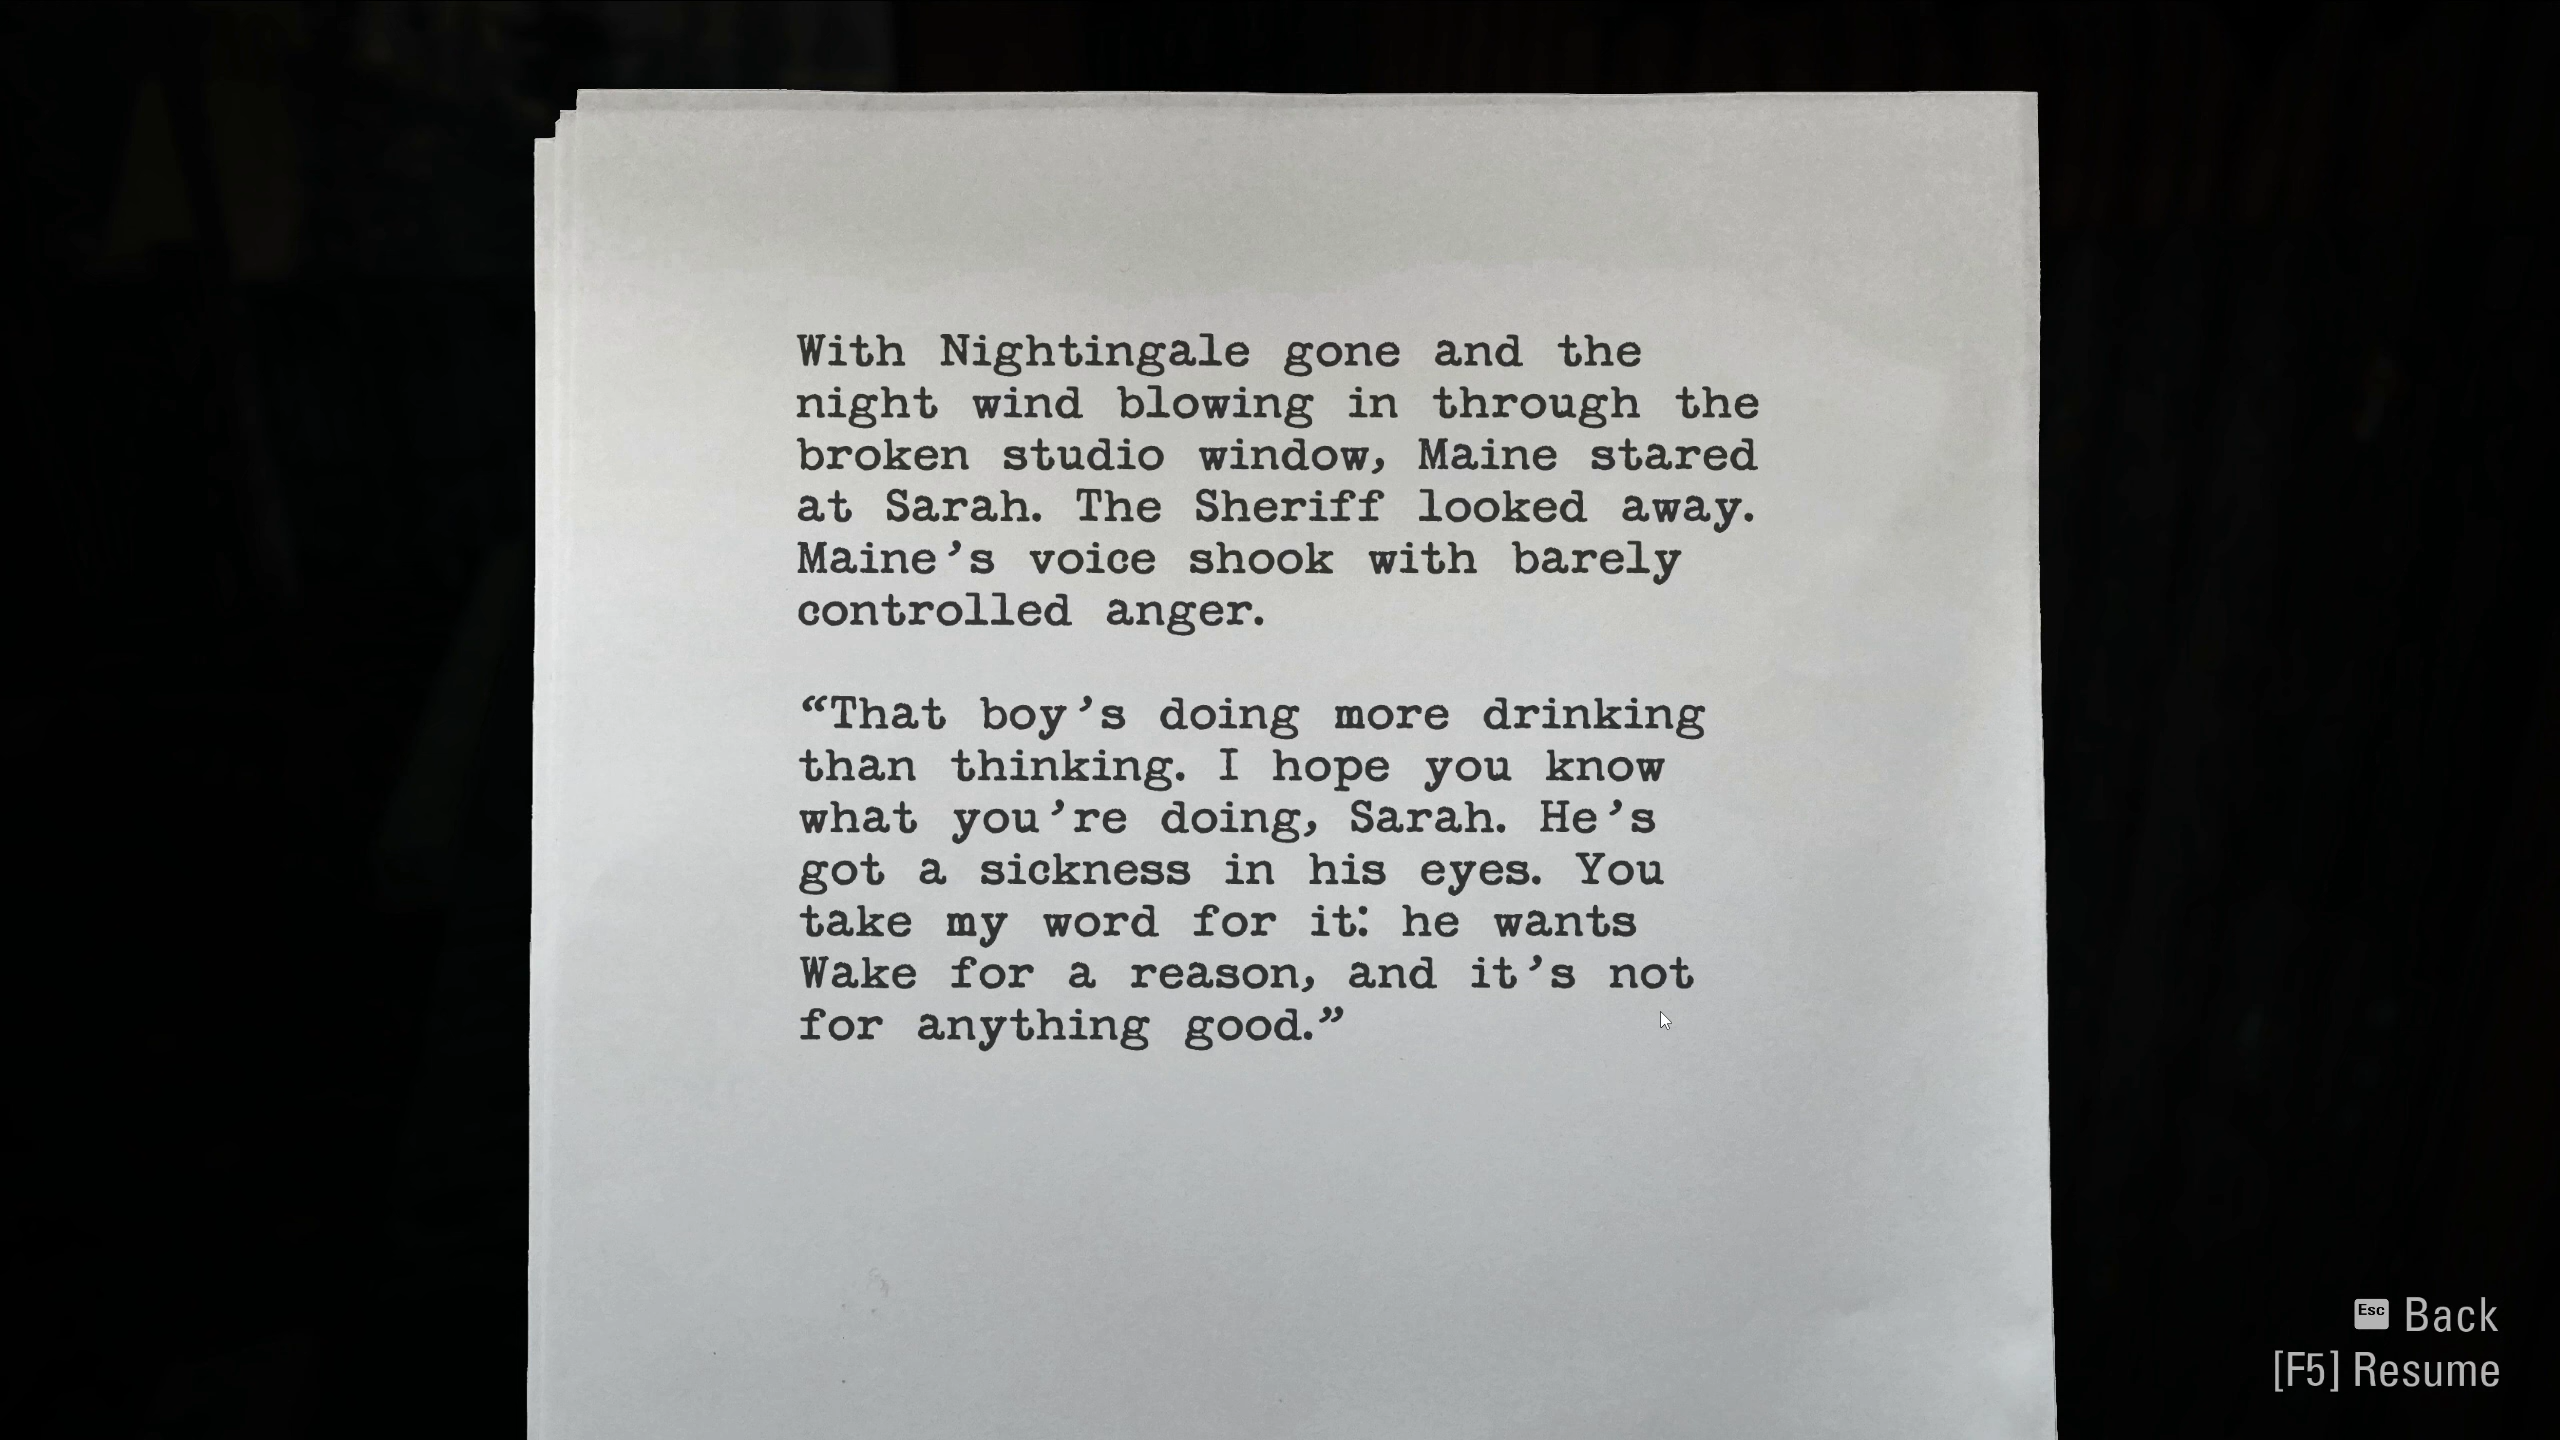 With Nightingale gone and the
night wind blowing in through the
broken studio window, Maine stared
at Sarah. The Sheriff looked away.
Maine’s voice shook with barely
controlled anger.
“That boy’s doing more drinking
than thinking. I hope you know
what you’re doing, Sarah. He’s
got a sickness in his eyes. You
take my word for it: he wants
Wake for a reason, and it’s not
for anything good.”
Esc Back
[F5] Resume